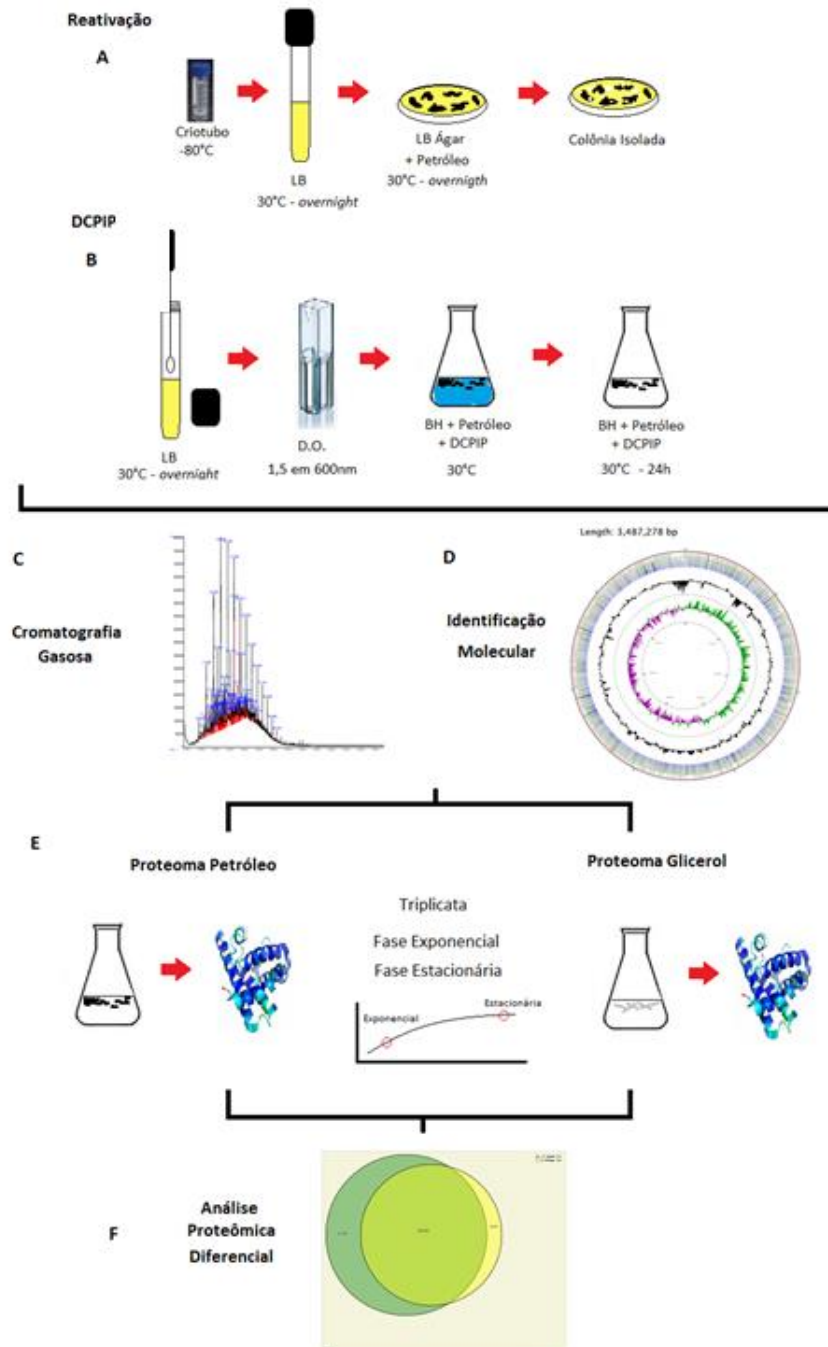 Reativação
A
Criotubo
-80°C
LB
30°C - overnight
LB Ágar
+ Petróleo
30°C - overnigth
Colônia Isolada
DCPIP
B
LB
30°C - overnight
D.O.
1,5 em 600nm
BH + Petróleo
+ DCPIP
30°C
BH + Petróleo
+ DCPIP
30°C - 24h
C
Cromatografia
Gasosa
D
Length: 3,487,278 bp
Identificação
Molecular
E
Proteoma Petróleo
Proteoma Glicerol
Triplicata
Fase Exponencial
Fase Estacionária
Exponencial
Estacionária
F
Análise
Proteômica
Diferencial